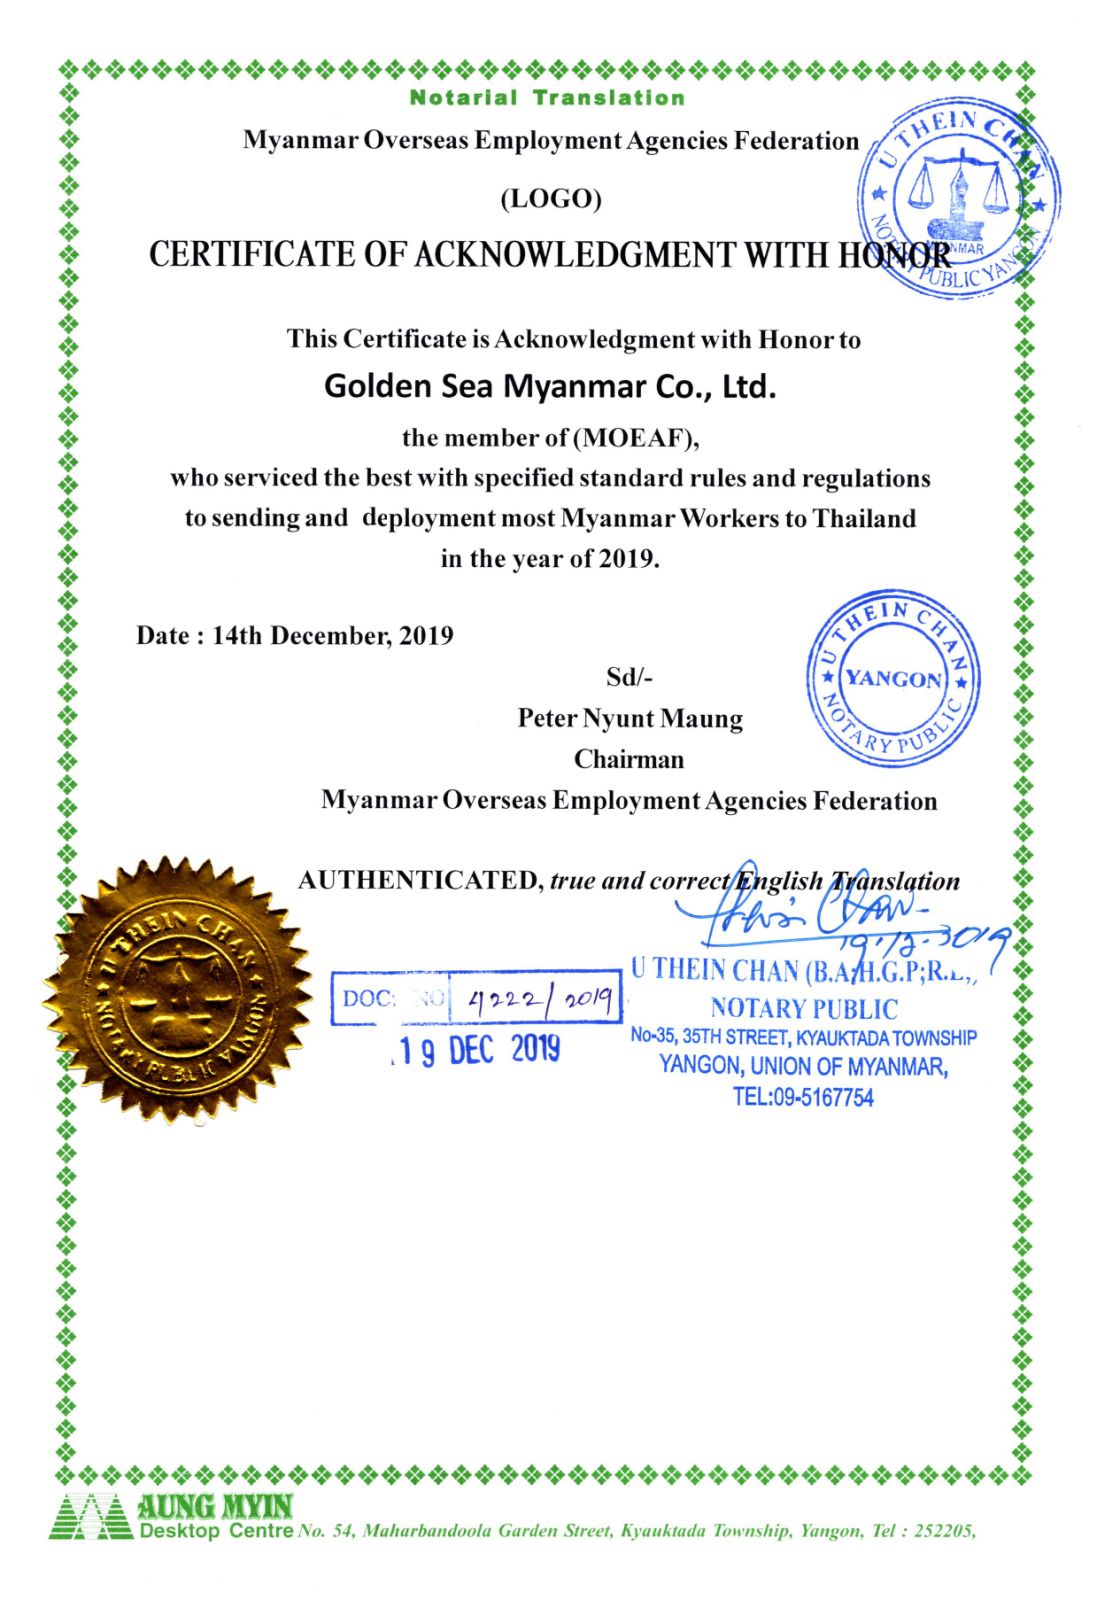 Notarial Translation
Myanmar Overseas Employment Agencies Federation
(LOGO)
CERTIFICATE OF ACKNOWLEDGMENT WITH HONOR
U THEIN CHAN
MYANMAR
NOTARY PUBLIC YANGON
This Certificate is Acknowledgment with Honor to
Golden Sea Myanmar Co., Ltd.
the member of (MOEAF),
who serviced the best with specified standard rules and regulations
to sending and deployment most Myanmar Workers to Thailand
in the year of 2019.
Date : 14th December, 2019
Sd/-
Peter Nyunt Maung
Chairman
Myanmar Overseas Employment Agencies Federation
U THEIN CHAN
YANGON
NOTARY PUBLIC
AUTHENTICATED, true and correct English Translation
Thein Chan
19.12.2019
U THEIN CHAN (B.A;H.G.P;R.L.,
NOTARY PUBLIC
No-35, 35TH STREET, KYAUKTADA TOWNSHIP
YANGON, UNION OF MYANMAR,
TEL:09-5167754
DOC: NO 4222/2019
19 DEC 2019
U THEIN CHAN
NOTARY PUBLIC
AUNG MYIN
Desktop Centre No. 54, Maharbandoola Garden Street, Kyauktada Township, Yangon, Tel : 252205,